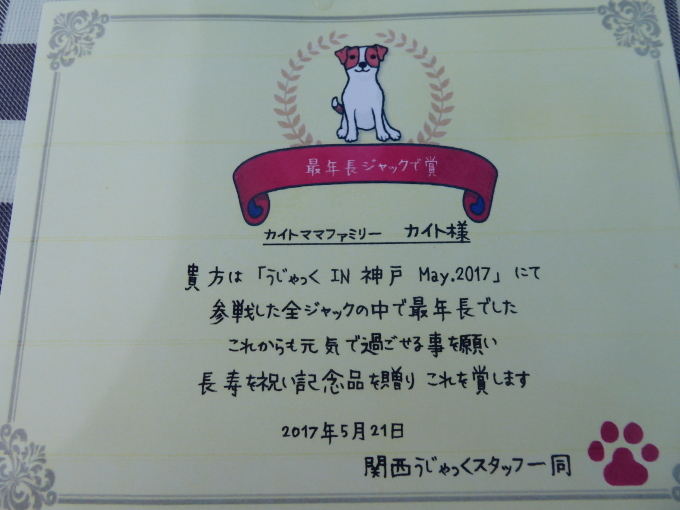 最年長ジャックで賞
カイトママファミリー カイト様
貴方は「うじゃっく IN 神戸 May.2017」にて
参戦した全ジャックの中で最年長でした
これからも元気で過ごせる事を願い
長寿を祝い記念品を贈り これを賞します
2017年5月21日
関西うじゃっくスタッフ一同